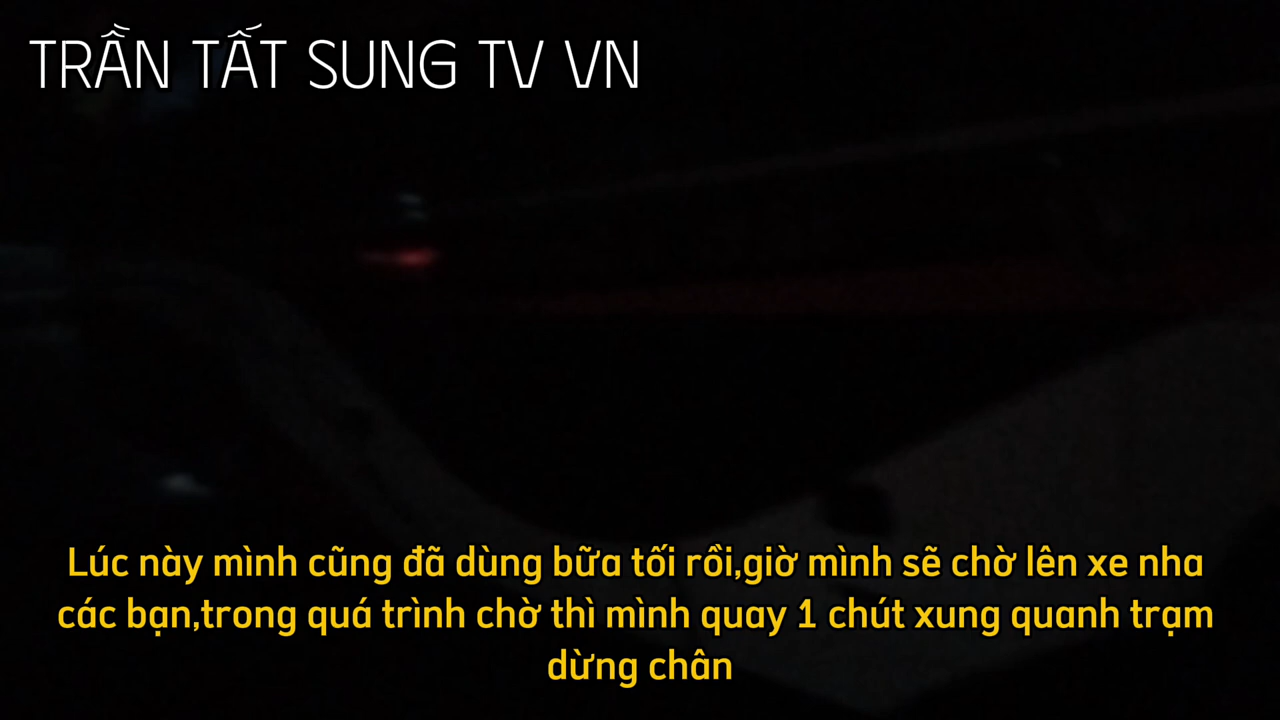 TRẦN TẤT SUNG TV VN
Lúc này mình cũng đã dùng bữa tối rồi,giờ mình sẽ chờ lên xe nha
các bạn,trong quá trình chờ thì mình quay 1 chút xung quanh trạm
dừng chân